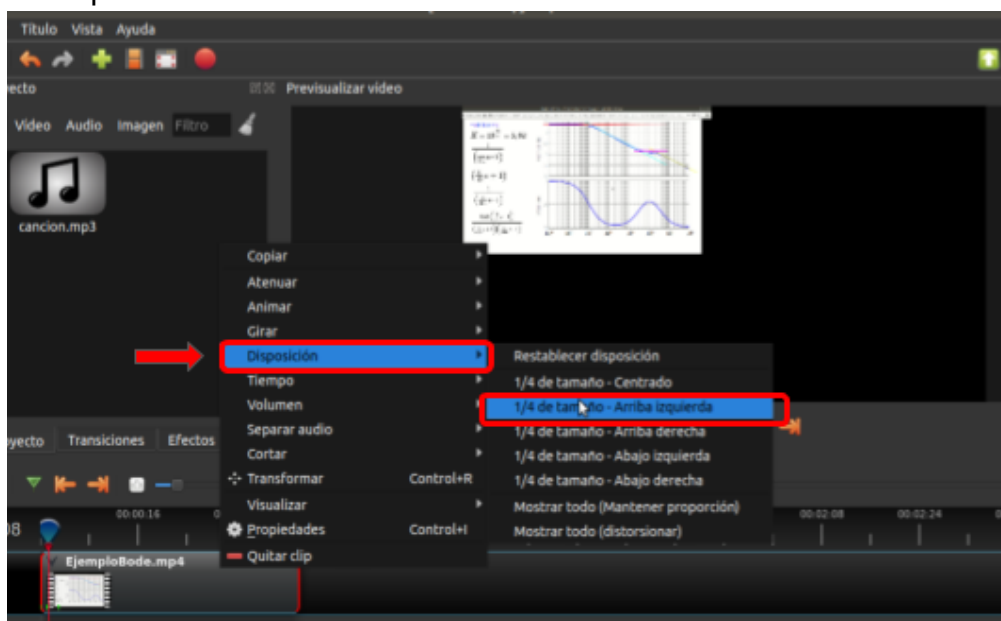 Título Vista Ayuda
ecto
Previsualizar video
Video Audio Imagen Filtro
cancion.mp3
Copiar
Atenuar
Animar
Girar
Disposición
Tiempo
Volumen
Separar audio
Cortar
Transformar Control+R
Visualizar
Propiedades Control+I
Quitar clip
Restablecer disposición
1/4 de tamaño - Centrado
1/4 de tamaño - Arriba izquierda
1/4 de tamaño - Arriba derecha
1/4 de tamaño - Abajo izquierda
1/4 de tamaño - Abajo derecha
Mostrar todo (Mantener proporción)
Mostrar todo (distorsionar)
yecto Transiciones Efectos
08
00:00:16
00:02:08 00:02:24
EjemploBode.mp4